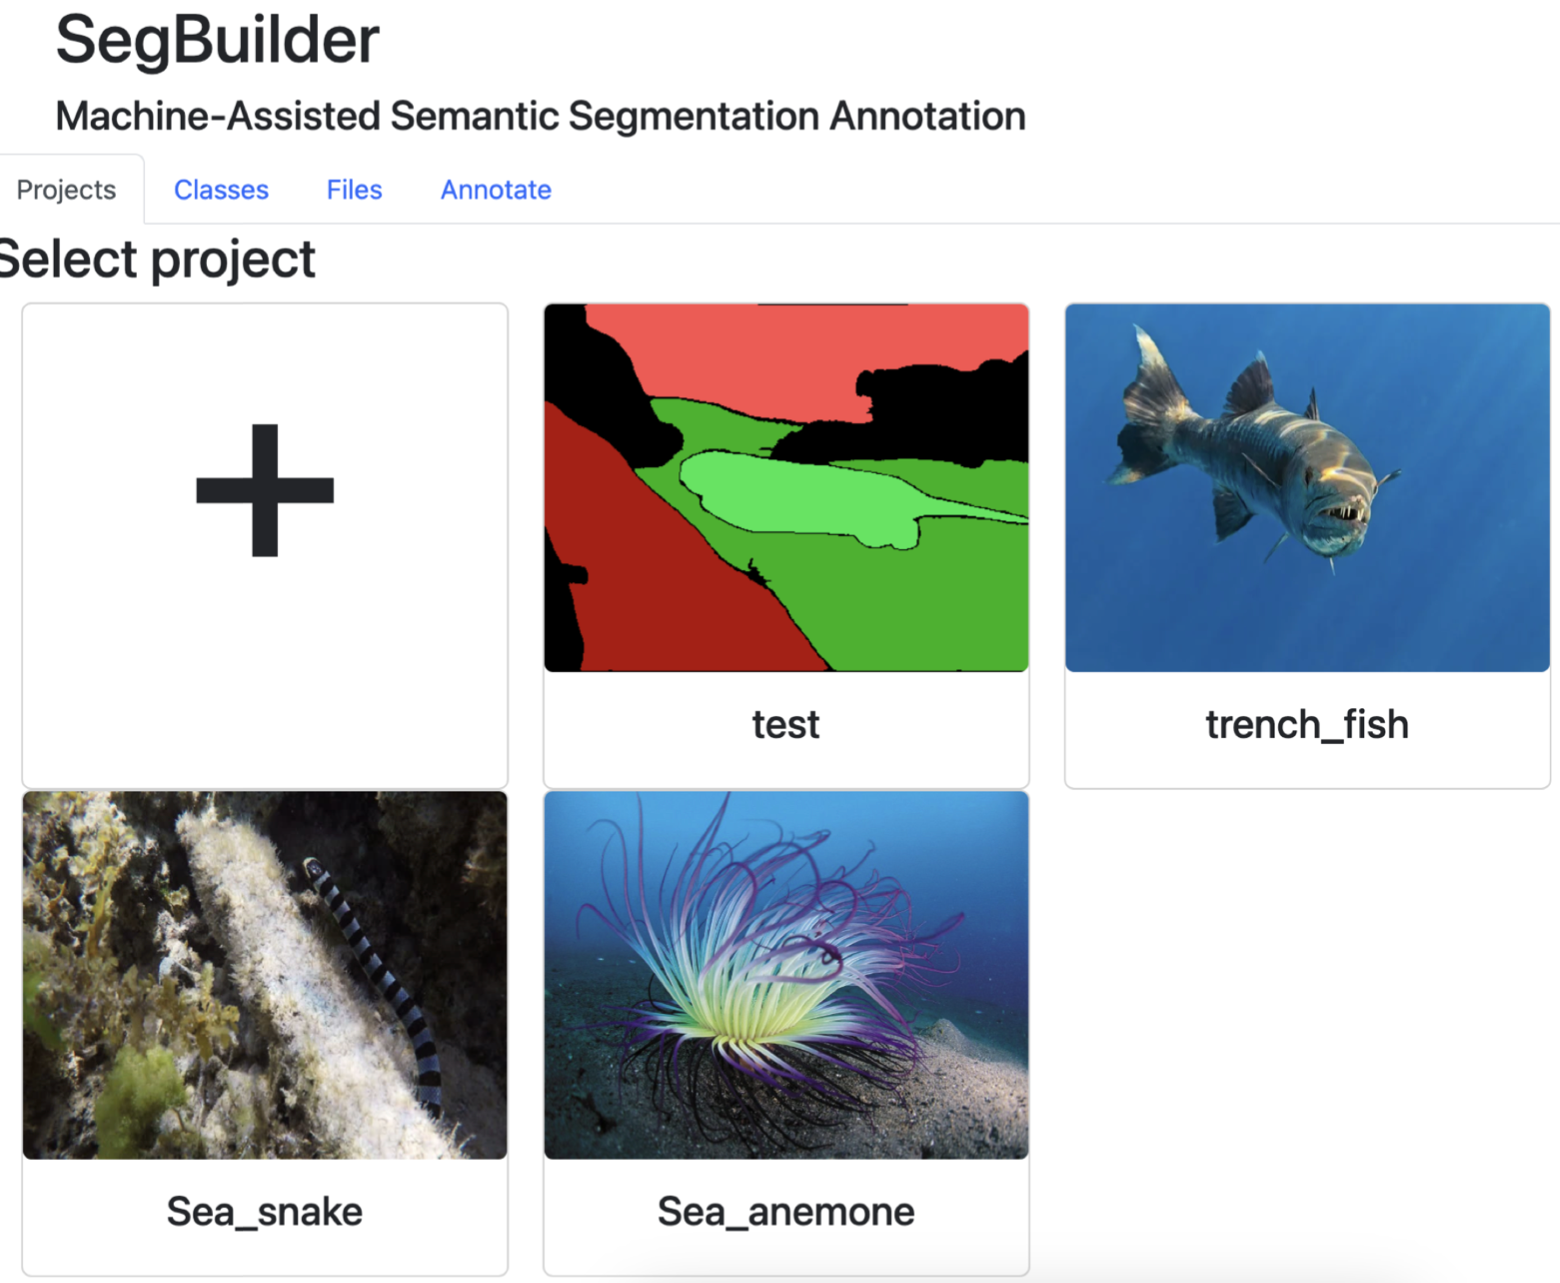 SegBuilder
Machine-Assisted Semantic Segmentation Annotation
Projects Classes Files Annotate
Select project
test
trench_fish
Sea_snake
Sea_anemone